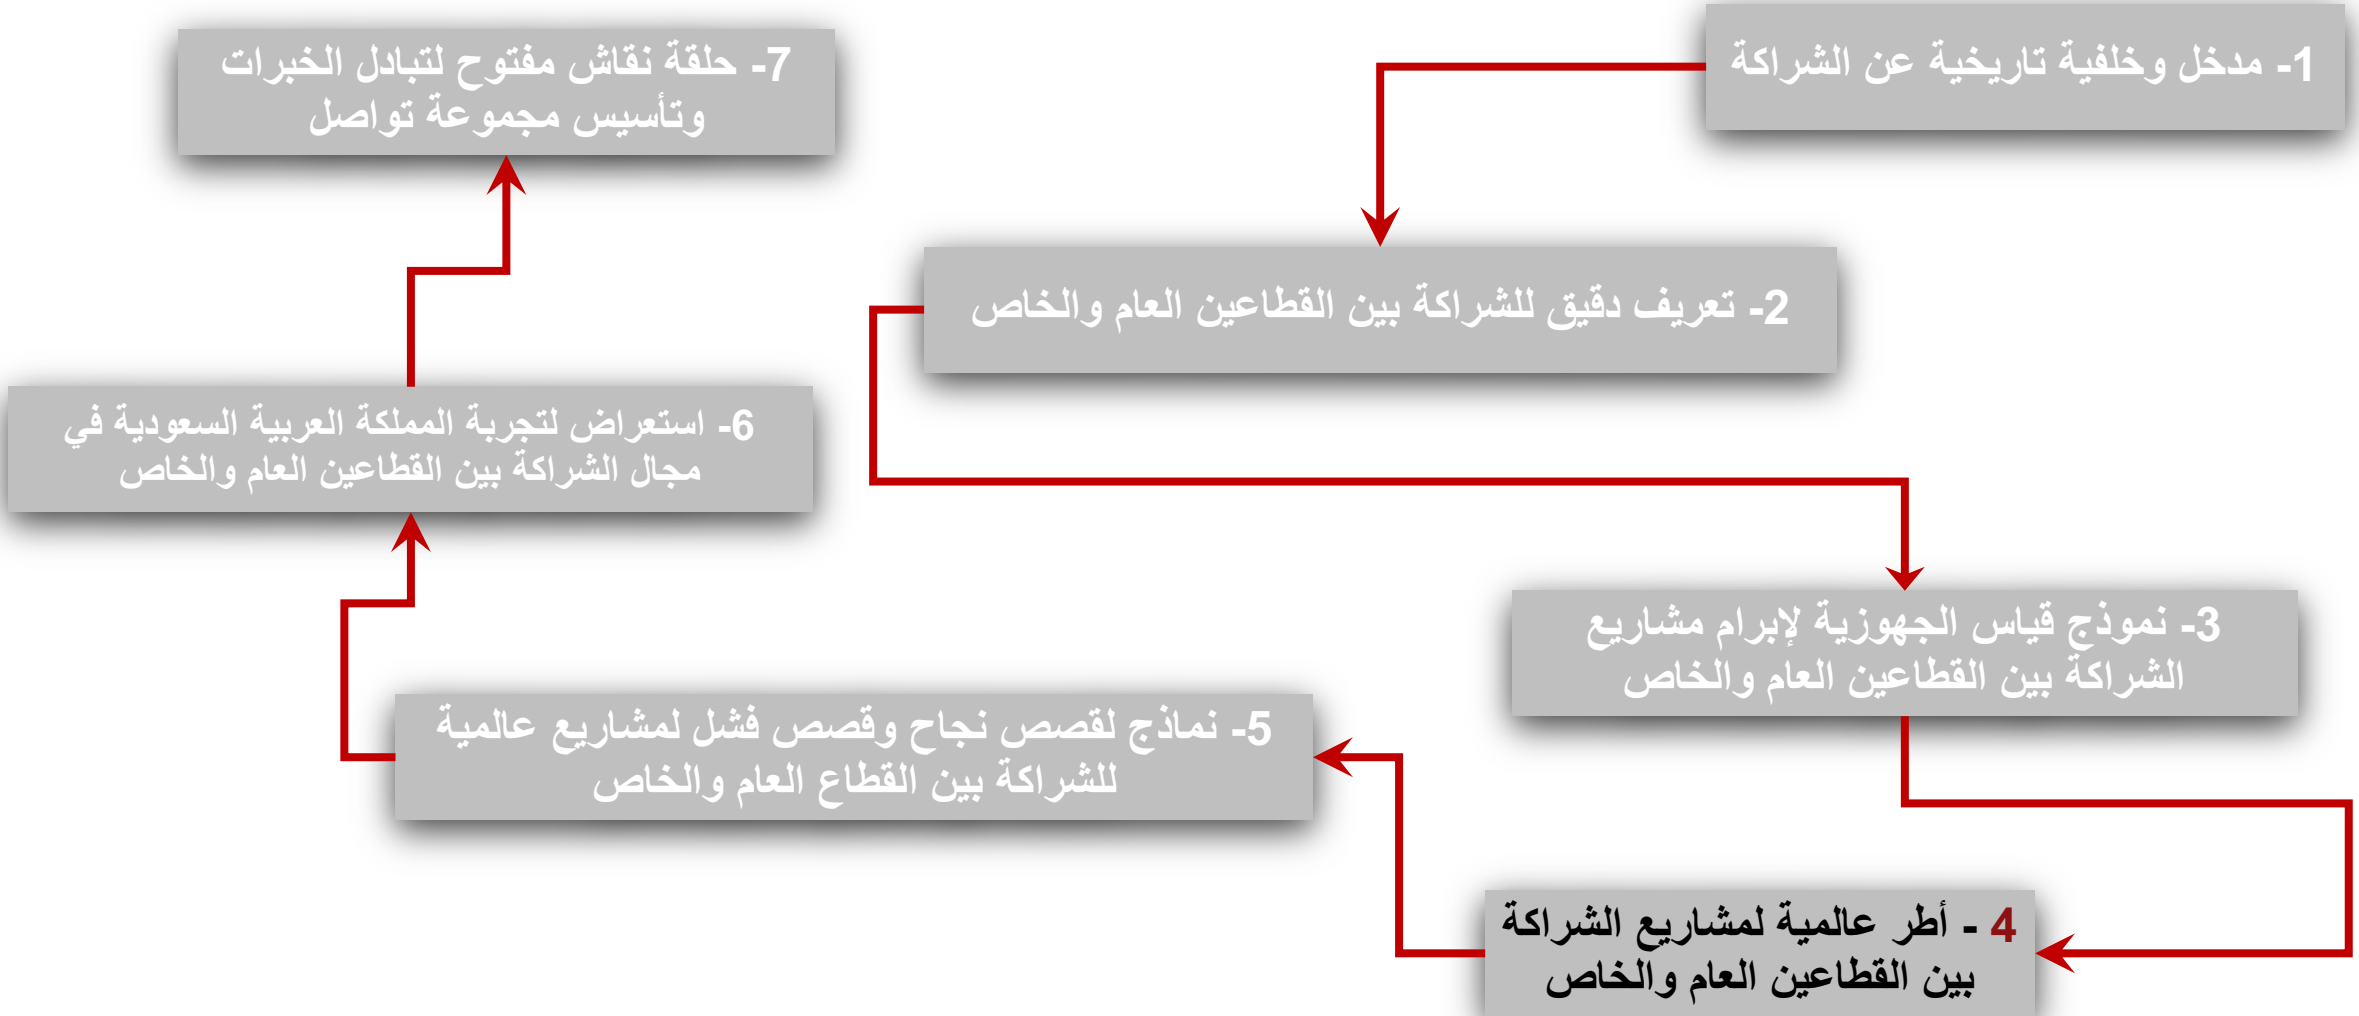 1- مدخل وخلفية تاريخية عن الشراكة
2- تعريف دقيق للشراكة بين القطاعين العام والخاص
3- نموذج قياس الجهوزية لإبرام مشاريع
الشراكة بين القطاعين العام والخاص
4 - أطر عالمية لمشاريع الشراكة
بين القطاعين العام والخاص
5- نماذج لقصص نجاح وقصص فشل لمشاريع عالمية
للشراكة بين القطاع العام والخاص
6- استعراض لتجربة المملكة العربية السعودية في
مجال الشراكة بين القطاعين العام والخاص
7- حلقة نقاش مفتوح لتبادل الخبرات
وتأسيس مجموعة تواصل